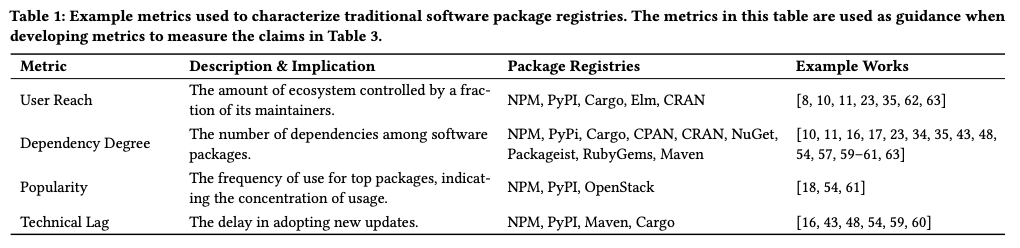 Table 1: Example metrics used to characterize traditional software package registries. The metrics in this table are used as guidance when
developing metrics to measure the claims in Table 3.
Metric Description & Implication Package Registries Example Works
User Reach The amount of ecosystem controlled by a frac-
tion of its maintainers. NPM, PyPI, Cargo, Elm, CRAN [8, 10, 11, 23, 35, 62, 63]
Dependency Degree The number of dependencies among software
packages. NPM, PyPi, Cargo, CPAN, CRAN, NuGet,
Packageist, RubyGems, Maven [10, 11, 16, 17, 23, 34, 35, 43, 48,
54, 57, 59–61, 63]
Popularity The frequency of use for top packages, indicat-
ing the concentration of usage. NPM, PyPI, OpenStack [18, 54, 61]
Technical Lag The delay in adopting new updates. NPM, PyPI, Maven, Cargo [16, 43, 48, 54, 59, 60]